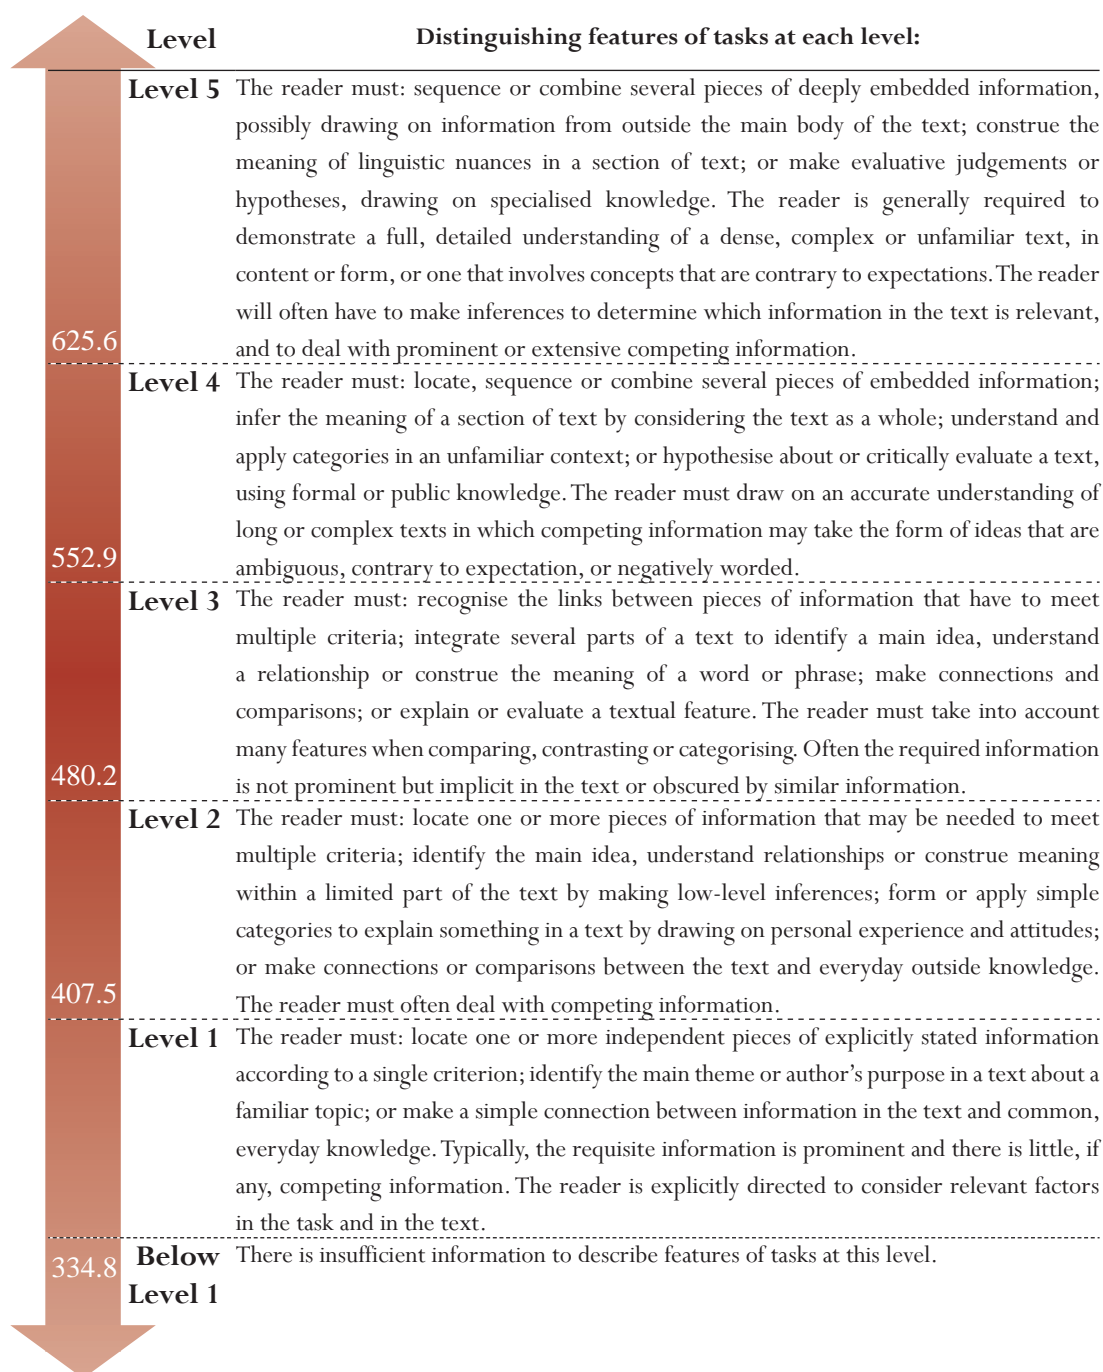 Level Distinguishing features of tasks at each level:
Level 5 The reader must: sequence or combine several pieces of deeply embedded information,
possibly drawing on information from outside the main body of the text; construe the
meaning of linguistic nuances in a section of text; or make evaluative judgements or
hypotheses, drawing on specialised knowledge. The reader is generally required to
demonstrate a full, detailed understanding of a dense, complex or unfamiliar text, in
content or form, or one that involves concepts that are contrary to expectations. The reader
will often have to make inferences to determine which information in the text is relevant,
625.6 and to deal with prominent or extensive competing information.
Level 4 The reader must: locate, sequence or combine several pieces of embedded information;
infer the meaning of a section of text by considering the text as a whole; understand and
apply categories in an unfamiliar context; or hypothesise about or critically evaluate a text,
using formal or public knowledge. The reader must draw on an accurate understanding of
long or complex texts in which competing information may take the form of ideas that are
552.9 ambiguous, contrary to expectation, or negatively worded.
Level 3 The reader must: recognise the links between pieces of information that have to meet
multiple criteria; integrate several parts of a text to identify a main idea, understand
a relationship or construe the meaning of a word or phrase; make connections and
comparisons; or explain or evaluate a textual feature. The reader must take into account
many features when comparing, contrasting or categorising. Often the required information
480.2 is not prominent but implicit in the text or obscured by similar information.
Level 2 The reader must: locate one or more pieces of information that may be needed to meet
multiple criteria; identify the main idea, understand relationships or construe meaning
within a limited part of the text by making low-level inferences; form or apply simple
categories to explain something in a text by drawing on personal experience and attitudes;
or make connections or comparisons between the text and everyday outside knowledge.
407.5 The reader must often deal with competing information.
Level 1 The reader must: locate one or more independent pieces of explicitly stated information
according to a single criterion; identify the main theme or author's purpose in a text about a
familiar topic; or make a simple connection between information in the text and common,
everyday knowledge. Typically, the requisite information is prominent and there is little, if
any, competing information. The reader is explicitly directed to consider relevant factors
in the task and in the text.
334.8 Below There is insufficient information to describe features of tasks at this level.
Level 1